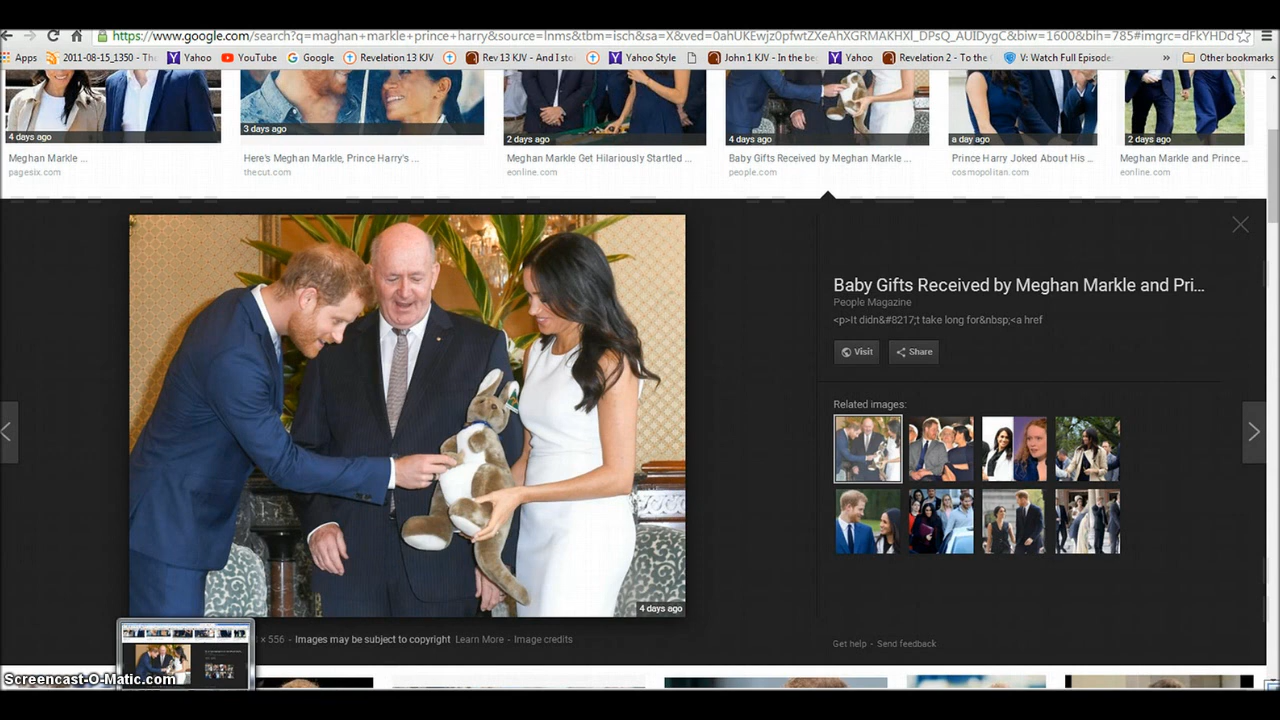 https://www.google.com/search?q=maghan+markle+prince+harry&source=lnms&tbm=isch&sa=X&ved=0ahUKEwjz0pfwtZXeAhXGRMAKHXl_DPsQ_AUIDygC&biw=1600&bih=785#imgrc=dFkYHDd
Apps 2011-08-15_1350 - Th Yahoo YouTube Google Revelation 13 KJV Rev 13 KJV - And I sto Yahoo Style John 1 KJV - In the be Yahoo Revelation 2 - To the V: Watch Full Episode » Other bookmarks
4 days ago 3 days ago 2 days ago 4 days ago a day ago 2 days ago
Meghan Markle ... Here's Meghan Markle, Prince Harry's ... Meghan Markle Get Hilariously Startled ... Baby Gifts Received by Meghan Markle ... Prince Harry Joked About His ... Meghan Markle and Prince ...
pagesix.com thecut.com eonline.com people.com cosmopolitan.com eonline.com
Baby Gifts Received by Meghan Markle and Pri...
People Magazine
<p>It didn&#8217;t take long for&nbsp;<a href
Visit Share
Related images:
4 days ago
× 556 - Images may be subject to copyright Learn More - Image credits
Get help - Send feedback
Screencast-O-Matic.com